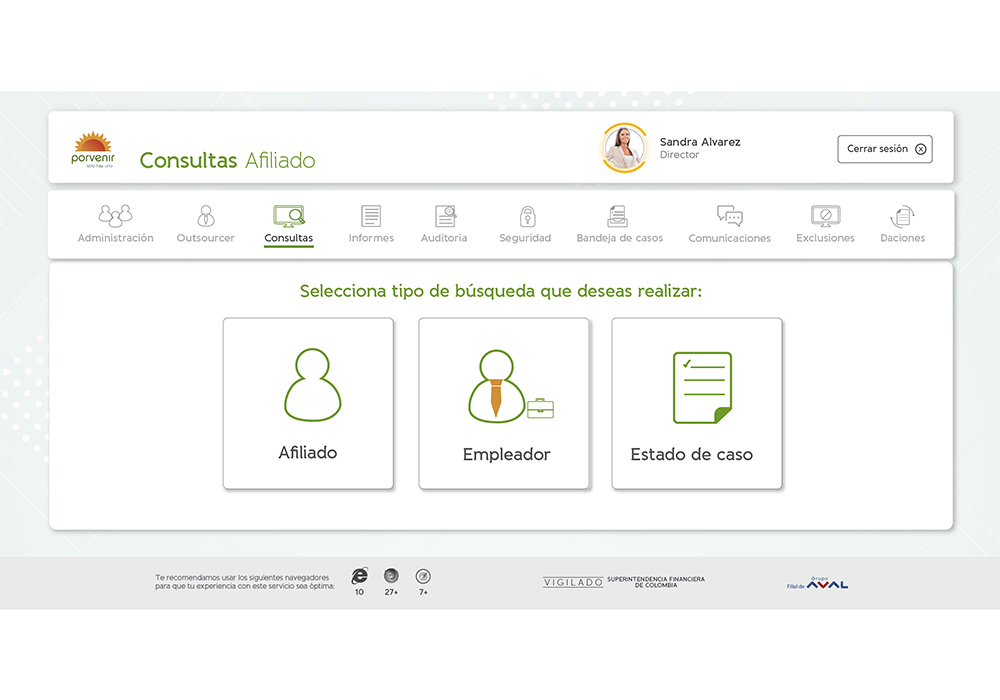 porvenir
sólo hay uno
Consultas Afiliado
Sandra Alvarez
Director
Cerrar sesión
Administración
Outsourcer
Consultas
Informes
Auditoría
Seguridad
Bandeja de casos
Comunicaciones
Exclusiones
Daciones
Selecciona tipo de búsqueda que deseas realizar:
Afiliado
Empleador
Estado de caso
Te recomendamos usar los siguientes navegadores
para que tu experiencia con este servicio sea óptima:
10
27+
7+
VIGILADO
SUPERINTENDENCIA FINANCIERA
DE COLOMBIA
Filial de
Grupo
AVAL